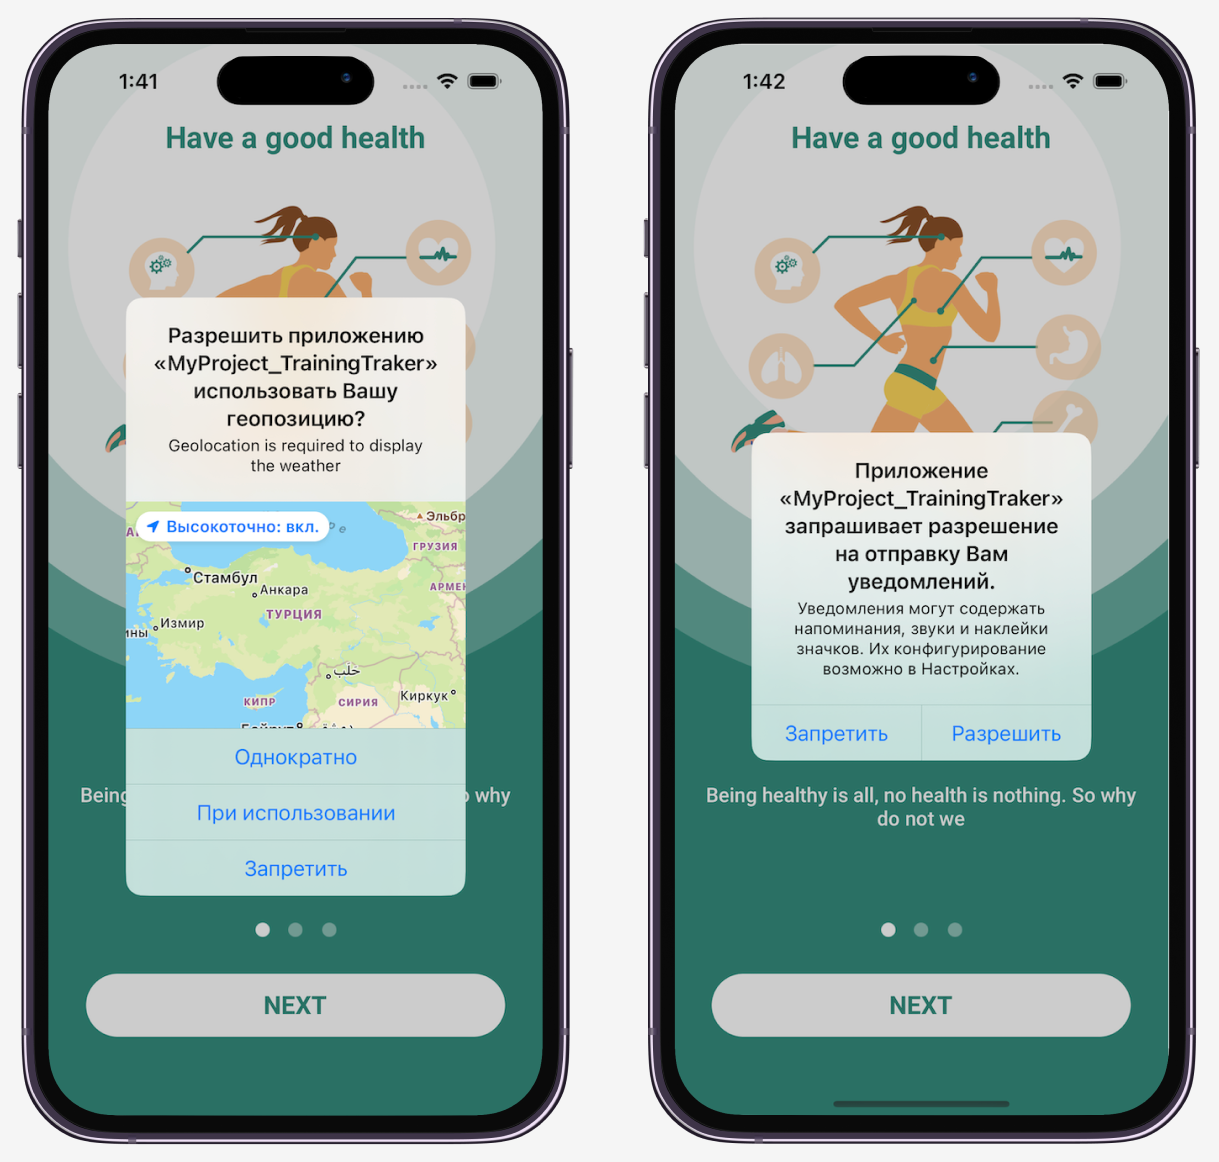 1:41
Have a good health
Разрешить приложению
«MyProject_TrainingTraker»
использовать Вашу
геопозицию?
Geolocation is required to display
the weather
Высокоточно: вкл.
Эльбр
ГРУЗИЯ
Стамбул
Анкара
АРМЕН
ТУРЦИЯ
Измир
ины
حلب
КИПР
СИРИЯ
Киркук
Однократно
Being
why
При использовании
Запретить
NEXT
1:42
Have a good health
Приложение
«MyProject_TrainingTraker»
запрашивает разрешение
на отправку Вам
уведомлений.
Уведомления могут содержать
напоминания, звуки и наклейки
значков. Их конфигурирование
возможно в Настройках.
Запретить
Разрешить
Being healthy is all, no health is nothing. So why
do not we
NEXT